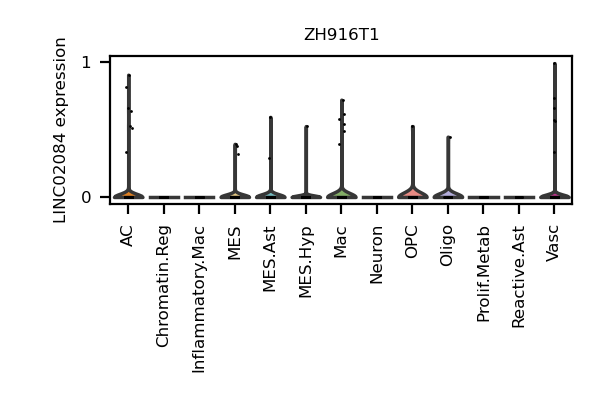 ZH916T1
LINC02084 expression
1
0
AC
Chromatin.Reg
Inflammatory.Mac
MES
MES.Ast
MES.Hyp
Mac
Neuron
OPC
Oligo
Prolif.Metab
Reactive.Ast
Vasc